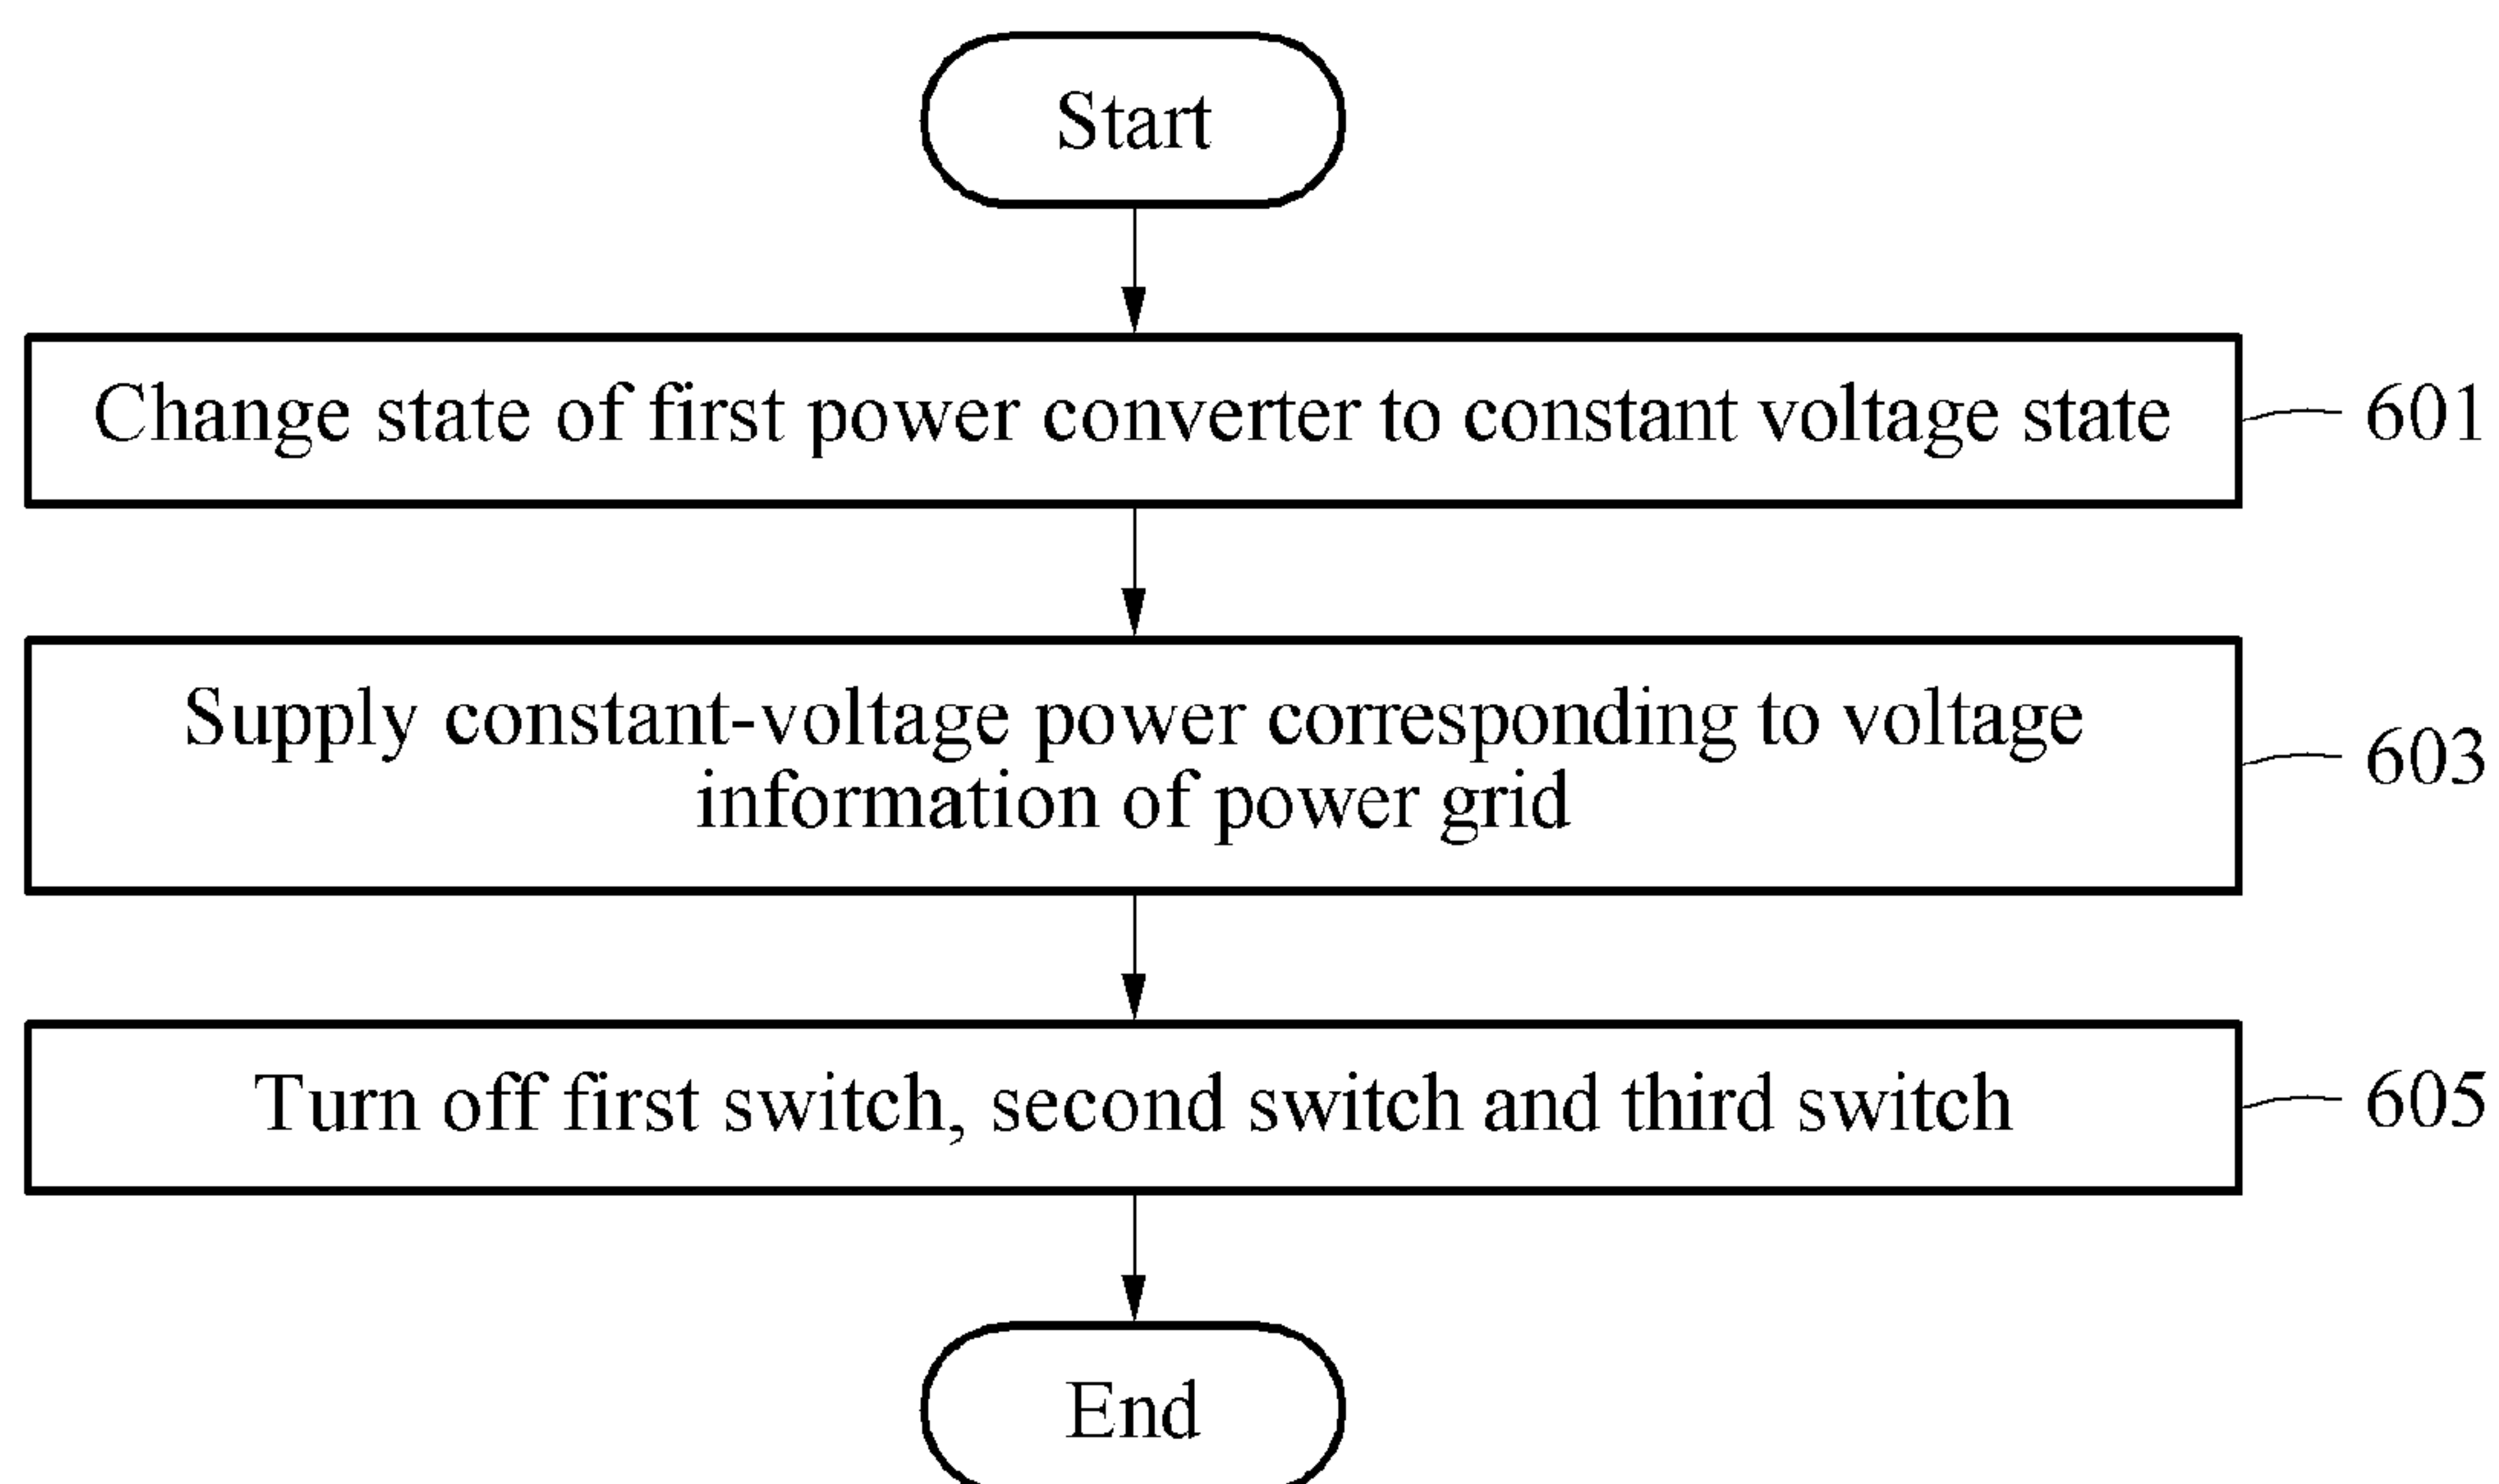 Start
Change state of first power converter to constant voltage state
601
Supply constant-voltage power corresponding to voltage
information of power grid
603
Turn off first switch, second switch and third switch
605
End